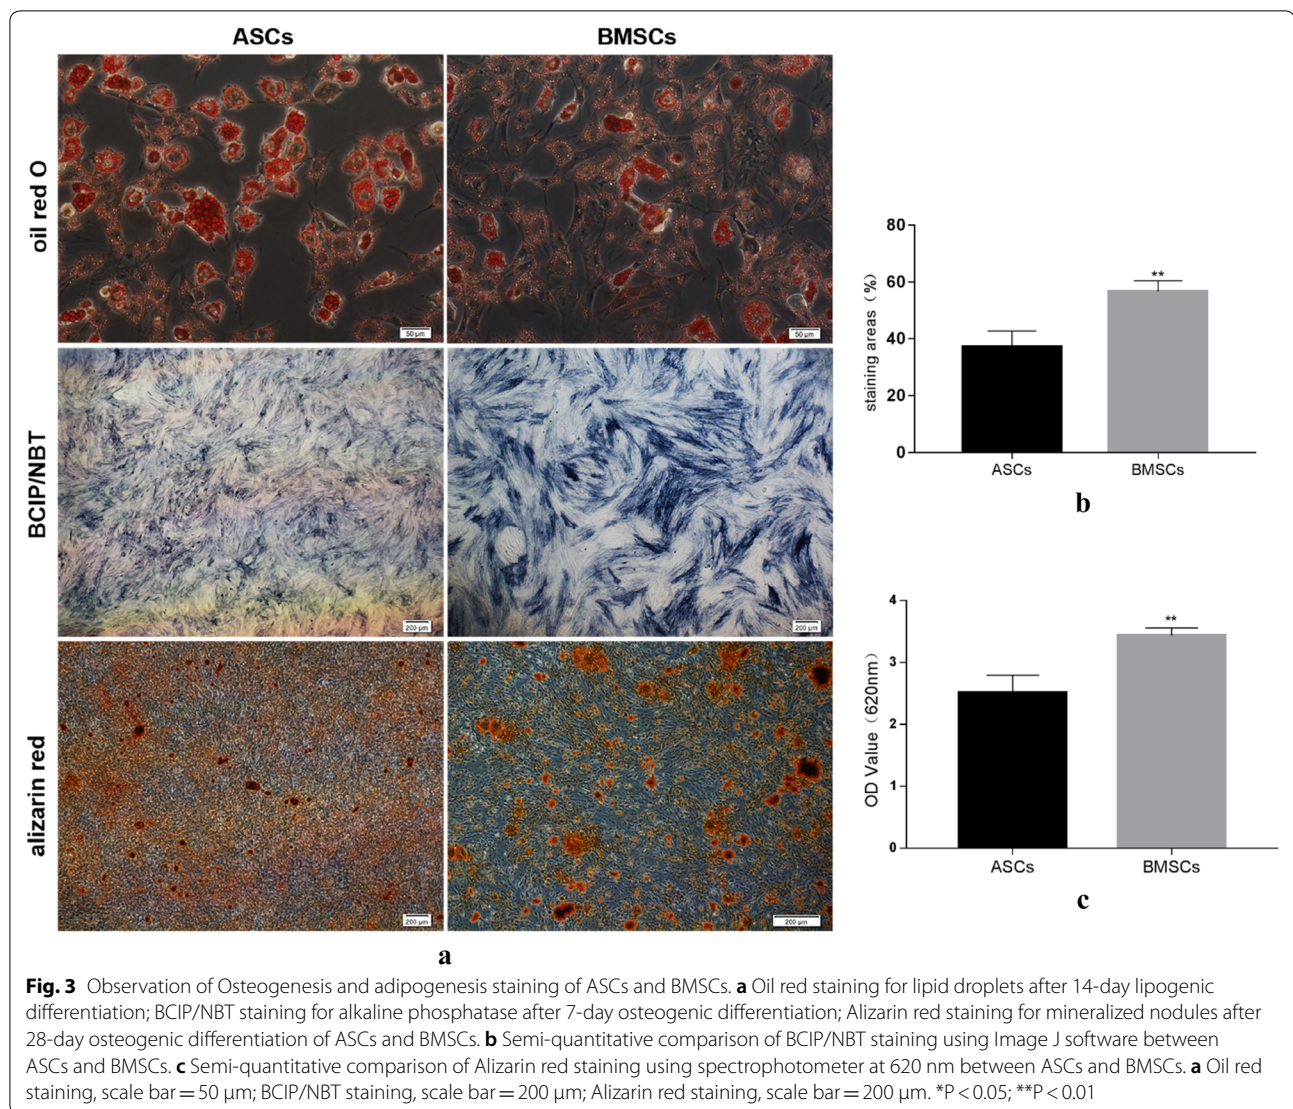 ASCs
BMSCs
oil red O
50 µm
50 µm
BCIP/NBT
200 µm
200 µm
alizarin red
200 µm
200 µm
a
80
60
40
20
0
staining areas (%)
**
ASCs
BMSCs
b
4
3
2
1
0
OD Value (620nm)
**
ASCs
BMSCs
c
Fig. 3 Observation of Osteogenesis and adipogenesis staining of ASCs and BMSCs. a Oil red staining for lipid droplets after 14-day lipogenic
differentiation; BCIP/NBT staining for alkaline phosphatase after 7-day osteogenic differentiation; Alizarin red staining for mineralized nodules after
28-day osteogenic differentiation of ASCs and BMSCs. b Semi-quantitative comparison of BCIP/NBT staining using Image J software between
ASCs and BMSCs. c Semi-quantitative comparison of Alizarin red staining using spectrophotometer at 620 nm between ASCs and BMSCs. a Oil red
staining, scale bar = 50 µm; BCIP/NBT staining, scale bar = 200 µm; Alizarin red staining, scale bar = 200 µm. *P < 0.05; **P < 0.01